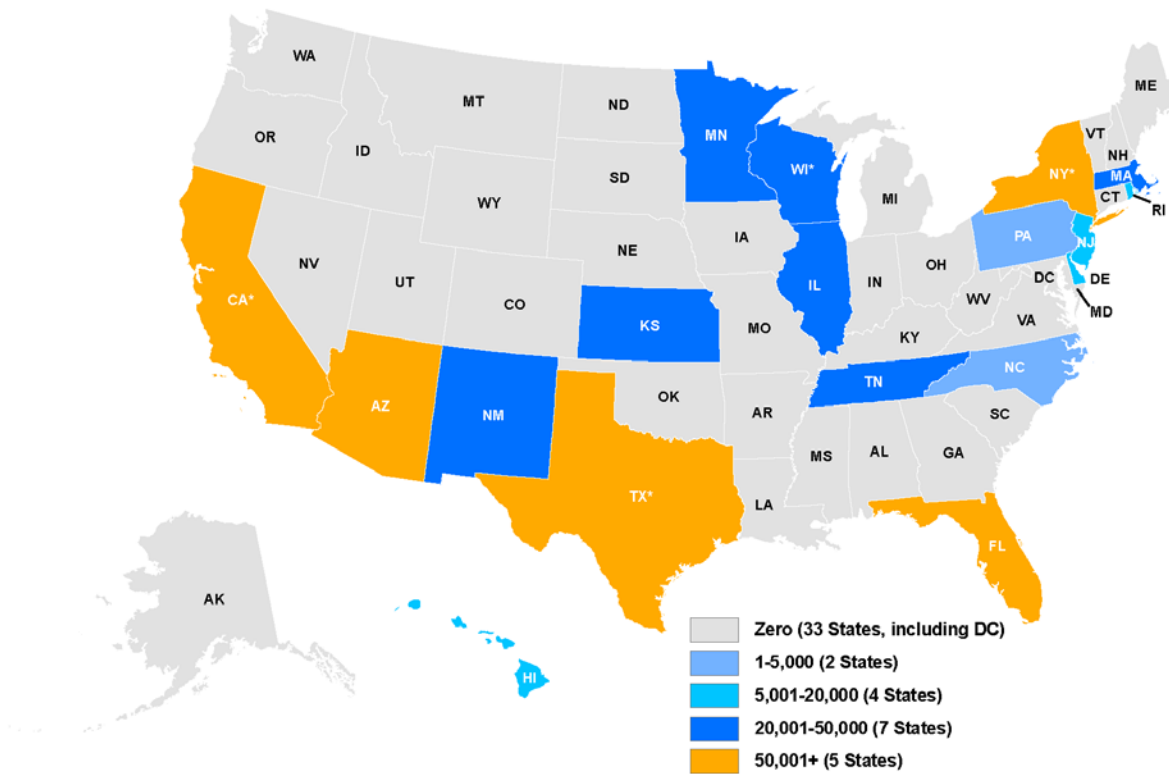 WA
MT
ND
MN
ME
OR
ID
SD
WI*
VT
NH
NY*
MA
WY
MI
CT
RI
NE
IA
PA
NJ
NV
UT
CO
IL
IN
OH
DC
DE
CA*
KS
MO
WV
MD
VA
KY
AZ
NM
OK
TN
NC
AR
SC
MS
AL
GA
TX*
LA
FL
AK
HI
Zero (33 States, including DC)
1-5,000 (2 States)
5,001-20,000 (4 States)
20,001-50,000 (7 States)
50,001+ (5 States)